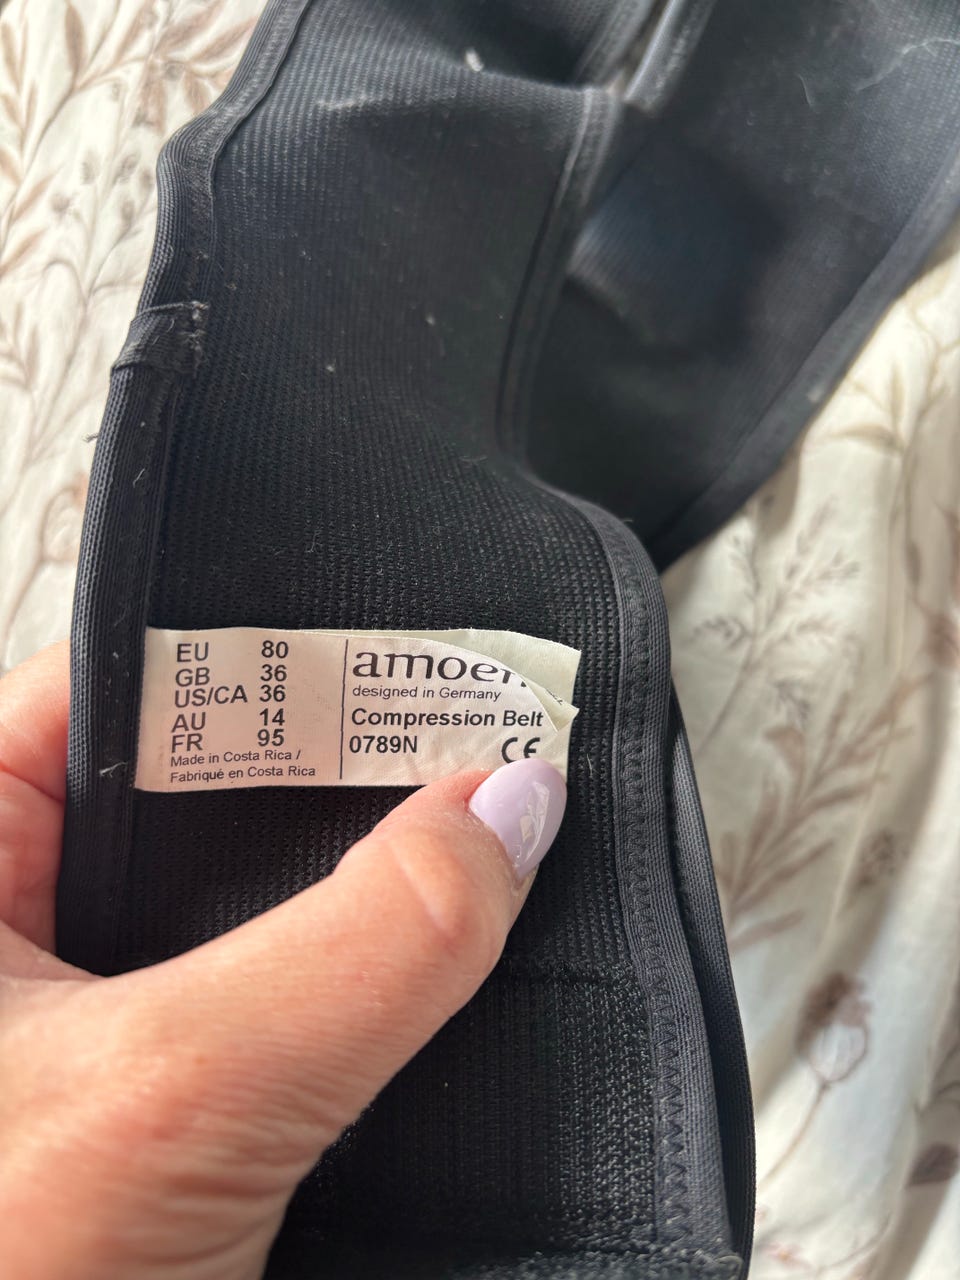 EU 80
GB 36
US/CA 36
AU 14
FR 95
Made in Costa Rica /
Fabriqué en Costa Rica
amoen
designed in Germany
Compression Belt
0789N
CE